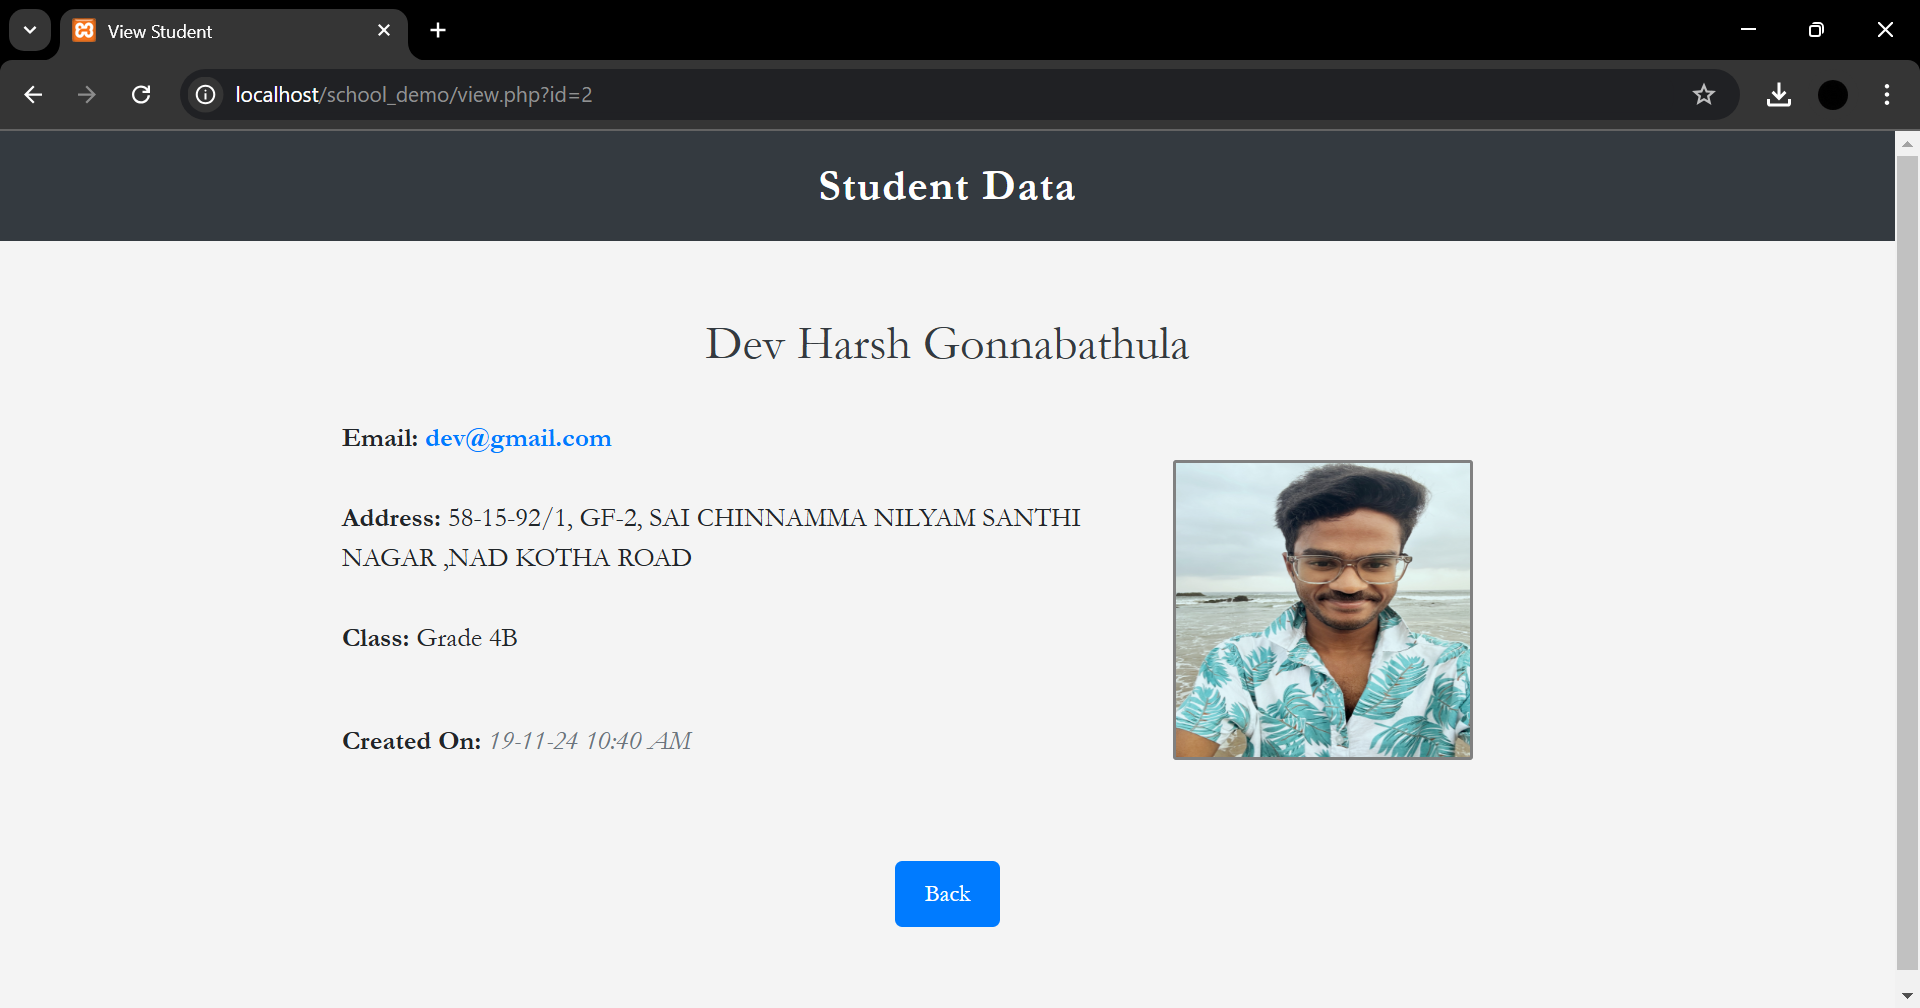 View Student
localhost/school_demo/view.php?id=2
Student Data
Dev Harsh Gonnabathula
Email: dev@gmail.com
Address: 58-15-92/1, GF-2, SAI CHINNAMMA NILYAM SANTHI
NAGAR ,NAD KOTHA ROAD
Class: Grade 4B
Created On: 19-11-24 10:40 AM
Back